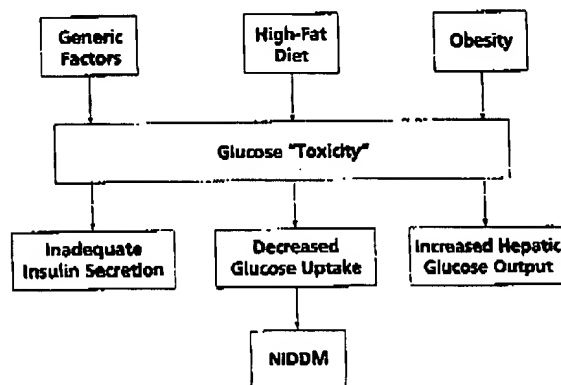 Generic
Factors
High-Fat
Diet
Obesity
Glucose "Toxicity"
Inadequate
Insulin Secretion
Decreased
Glucose Uptake
Increased Hepatic
Glucose Output
NIDDM